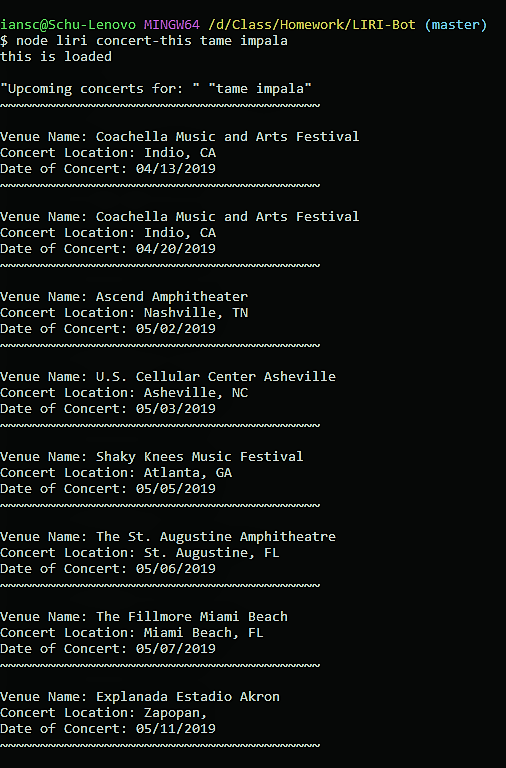 iansc@Schu-Lenovo MINGW64 /d/Class/Homework/LIRI-Bot (master)
$ node liri concert-this tame impala
this is loaded
"Upcoming concerts for: " "tame impala"
~~~~~~~~~~~~~~~~~~~~~~~~~~~~~~~~~~~~~~~~
Venue Name: Coachella Music and Arts Festival
Concert Location: Indio, CA
Date of Concert: 04/13/2019
~~~~~~~~~~~~~~~~~~~~~~~~~~~~~~~~~~~~~~~~
Venue Name: Coachella Music and Arts Festival
Concert Location: Indio, CA
Date of Concert: 04/20/2019
~~~~~~~~~~~~~~~~~~~~~~~~~~~~~~~~~~~~~~~~
Venue Name: Ascend Amphitheater
Concert Location: Nashville, TN
Date of Concert: 05/02/2019
~~~~~~~~~~~~~~~~~~~~~~~~~~~~~~~~~~~~~~~~
Venue Name: U.S. Cellular Center Asheville
Concert Location: Asheville, NC
Date of Concert: 05/03/2019
~~~~~~~~~~~~~~~~~~~~~~~~~~~~~~~~~~~~~~~~
Venue Name: Shaky Knees Music Festival
Concert Location: Atlanta, GA
Date of Concert: 05/05/2019
~~~~~~~~~~~~~~~~~~~~~~~~~~~~~~~~~~~~~~~~
Venue Name: The St. Augustine Amphitheatre
Concert Location: St. Augustine, FL
Date of Concert: 05/06/2019
~~~~~~~~~~~~~~~~~~~~~~~~~~~~~~~~~~~~~~~~
Venue Name: The Fillmore Miami Beach
Concert Location: Miami Beach, FL
Date of Concert: 05/07/2019
~~~~~~~~~~~~~~~~~~~~~~~~~~~~~~~~~~~~~~~~
Venue Name: Explanada Estadio Akron
Concert Location: Zapopan,
Date of Concert: 05/11/2019
~~~~~~~~~~~~~~~~~~~~~~~~~~~~~~~~~~~~~~~~